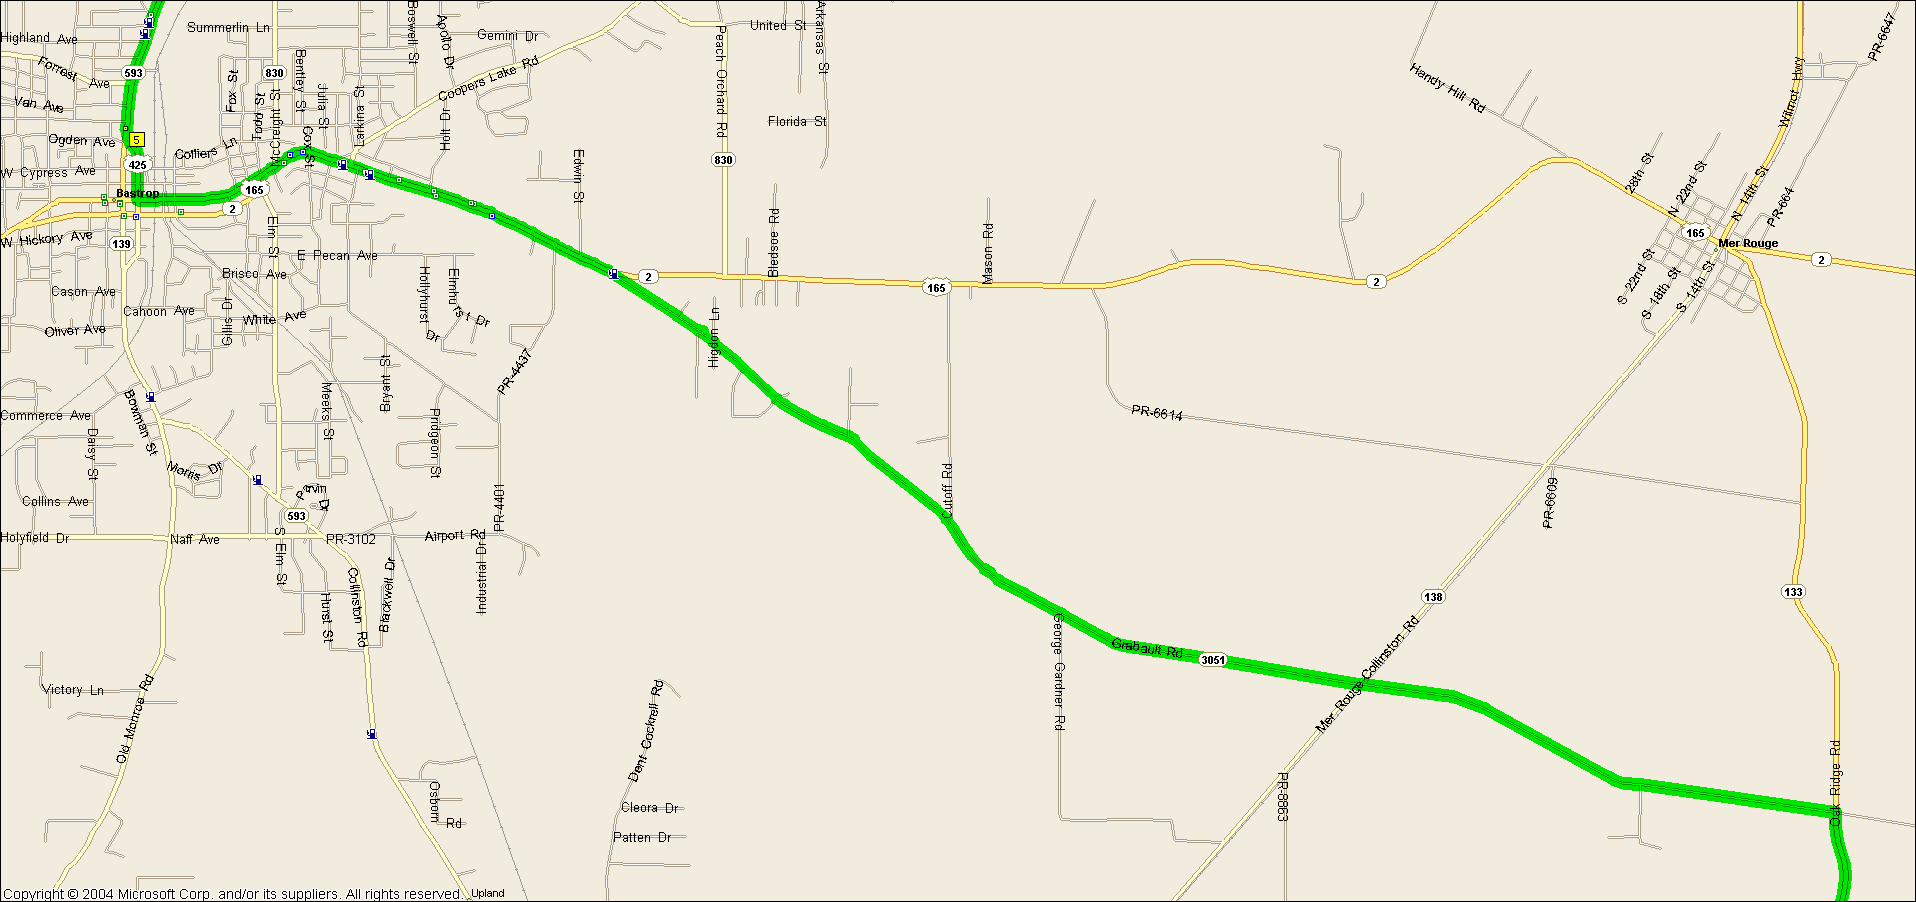 Summerlin Ln
United St
Gemini Dr
Boswell St
Apollo Dr
Arkansas St
Highland Ave
Forrest Ave
593
830
Bentley St
Peach Orchard Rd
PR-6647
Handy Hill Rd
Wilmot Hwy
Fox St
Todd St
Julia St
Larkina St
Coopers Lake Rd
Van Ave
McCreight St
Holt Dr
Florida St
Ogden Ave
5
Colliers Ln
Cox St
425
830
W Cypress Ave
Edwin St
28th St
N 22nd St
N 14th St
Bastrop
165
2
PR-664
W Hickory Ave
139
Elm St
Bledsoe Rd
Mason Rd
165
Mer Rouge
E Pecan Ave
2
165
2
2
Brisco Ave
S 22nd St
S 18th St
S 14th St
Cason Ave
Hollyhurst Dr
Elmhurst Dr
Cahoon Ave
Gillis Dr
White Ave
Oliver Ave
Higdon Ln
PR-4437
Bryant St
Meeks St
Bowman St
Commerce Ave
Daisy St
Pridgeon St
PR-6614
Morris Dr
Cutoff Rd
PR-6609
Parvin Dr
Collins Ave
PR-4401
593
Holyfield Dr
Naff Ave
PR-3102
Airport Rd
S Elm St
Industrial Dr
Collinston Rd
Blackwell Dr
Hurst St
138
133
George Gardner Rd
Grabault Rd
3051
Mer Rouge-Collinston Rd
Victory Ln
Old Monroe Rd
Dent Cockrell Rd
Oak Ridge Rd
PR-8863
Osborn Rd
Cleora Dr
Patten Dr
Copyright © 2004 Microsoft Corp. and/or its suppliers. All rights reserved.
Upland